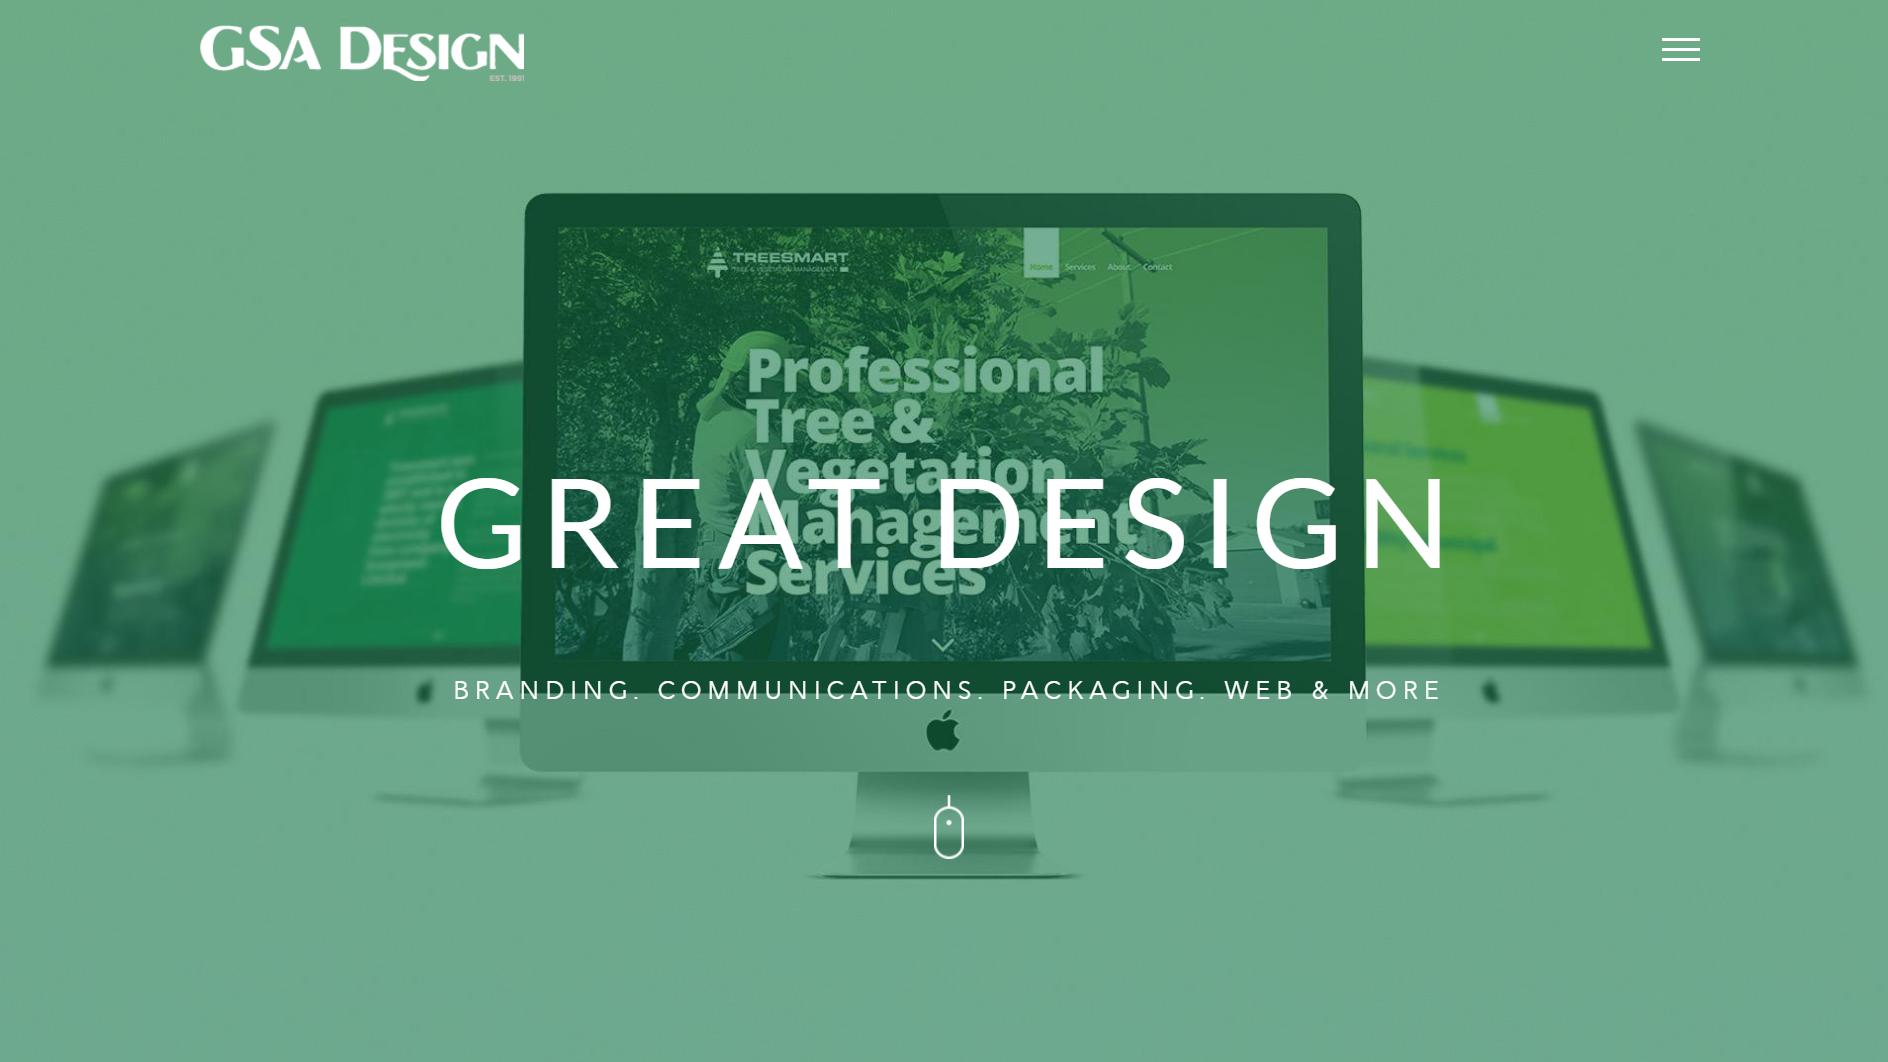 GSA DESIGN
EST. 1991
TREESMART
TREE & VEGETATION MANAGEMENT
Home Services About Contact
Professional
Tree &
Vegetation
Management
Services
GREAT DESIGN
BRANDING. COMMUNICATIONS. PACKAGING. WEB & MORE